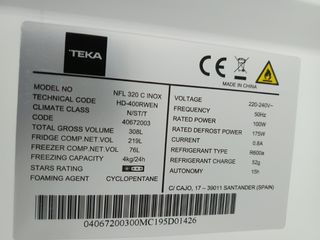 TEKA
MADE IN CHINA
MODEL NO NFL 320 C INOX
TECHNICAL CODE HD-400RWEN
CLIMATE CLASS N/ST/T
CODE 40672003
TOTAL GROSS VOLUME 308L
FRIDGE COMP.NET VOL. 219L
FREEZER COMP.NET VOL. 76L
FREEZING CAPACITY 4kg/24h
STARS RATING
FOAMING AGENT CYCLOPENTANE
VOLTAGE 220-240V~
FREQUENCY 50Hz
RATED POWER 100W
RATED DEFROST POWER 175W
CURRENT 0.8A
REFRIGERANT TYPE R600a
REFRIGERANT CHARGE 52g
AUTONOMY 15h
C/ CAJO, 17 – 39011 SANTANDER (SPAIN)
04067200300MC195D01426